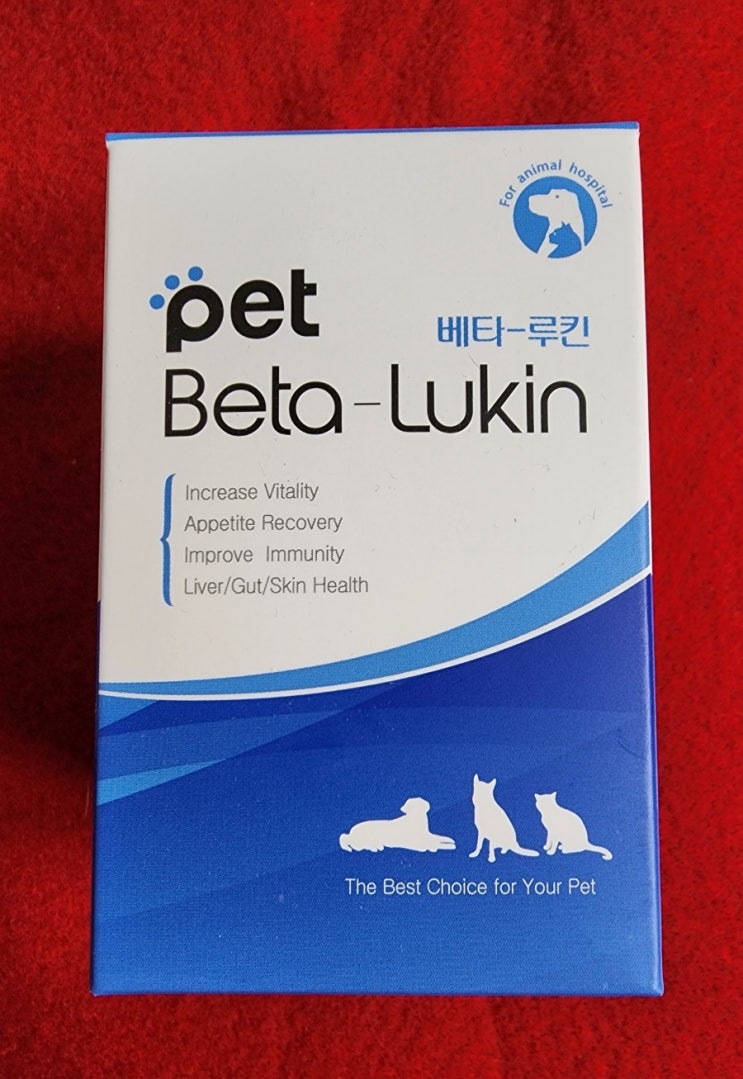 For animal hospital
pet
베타-루킨
Beta-Lukin
Increase Vitality
Appetite Recovery
Improve Immunity
Liver/Gut/Skin Health
The Best Choice for Your Pet